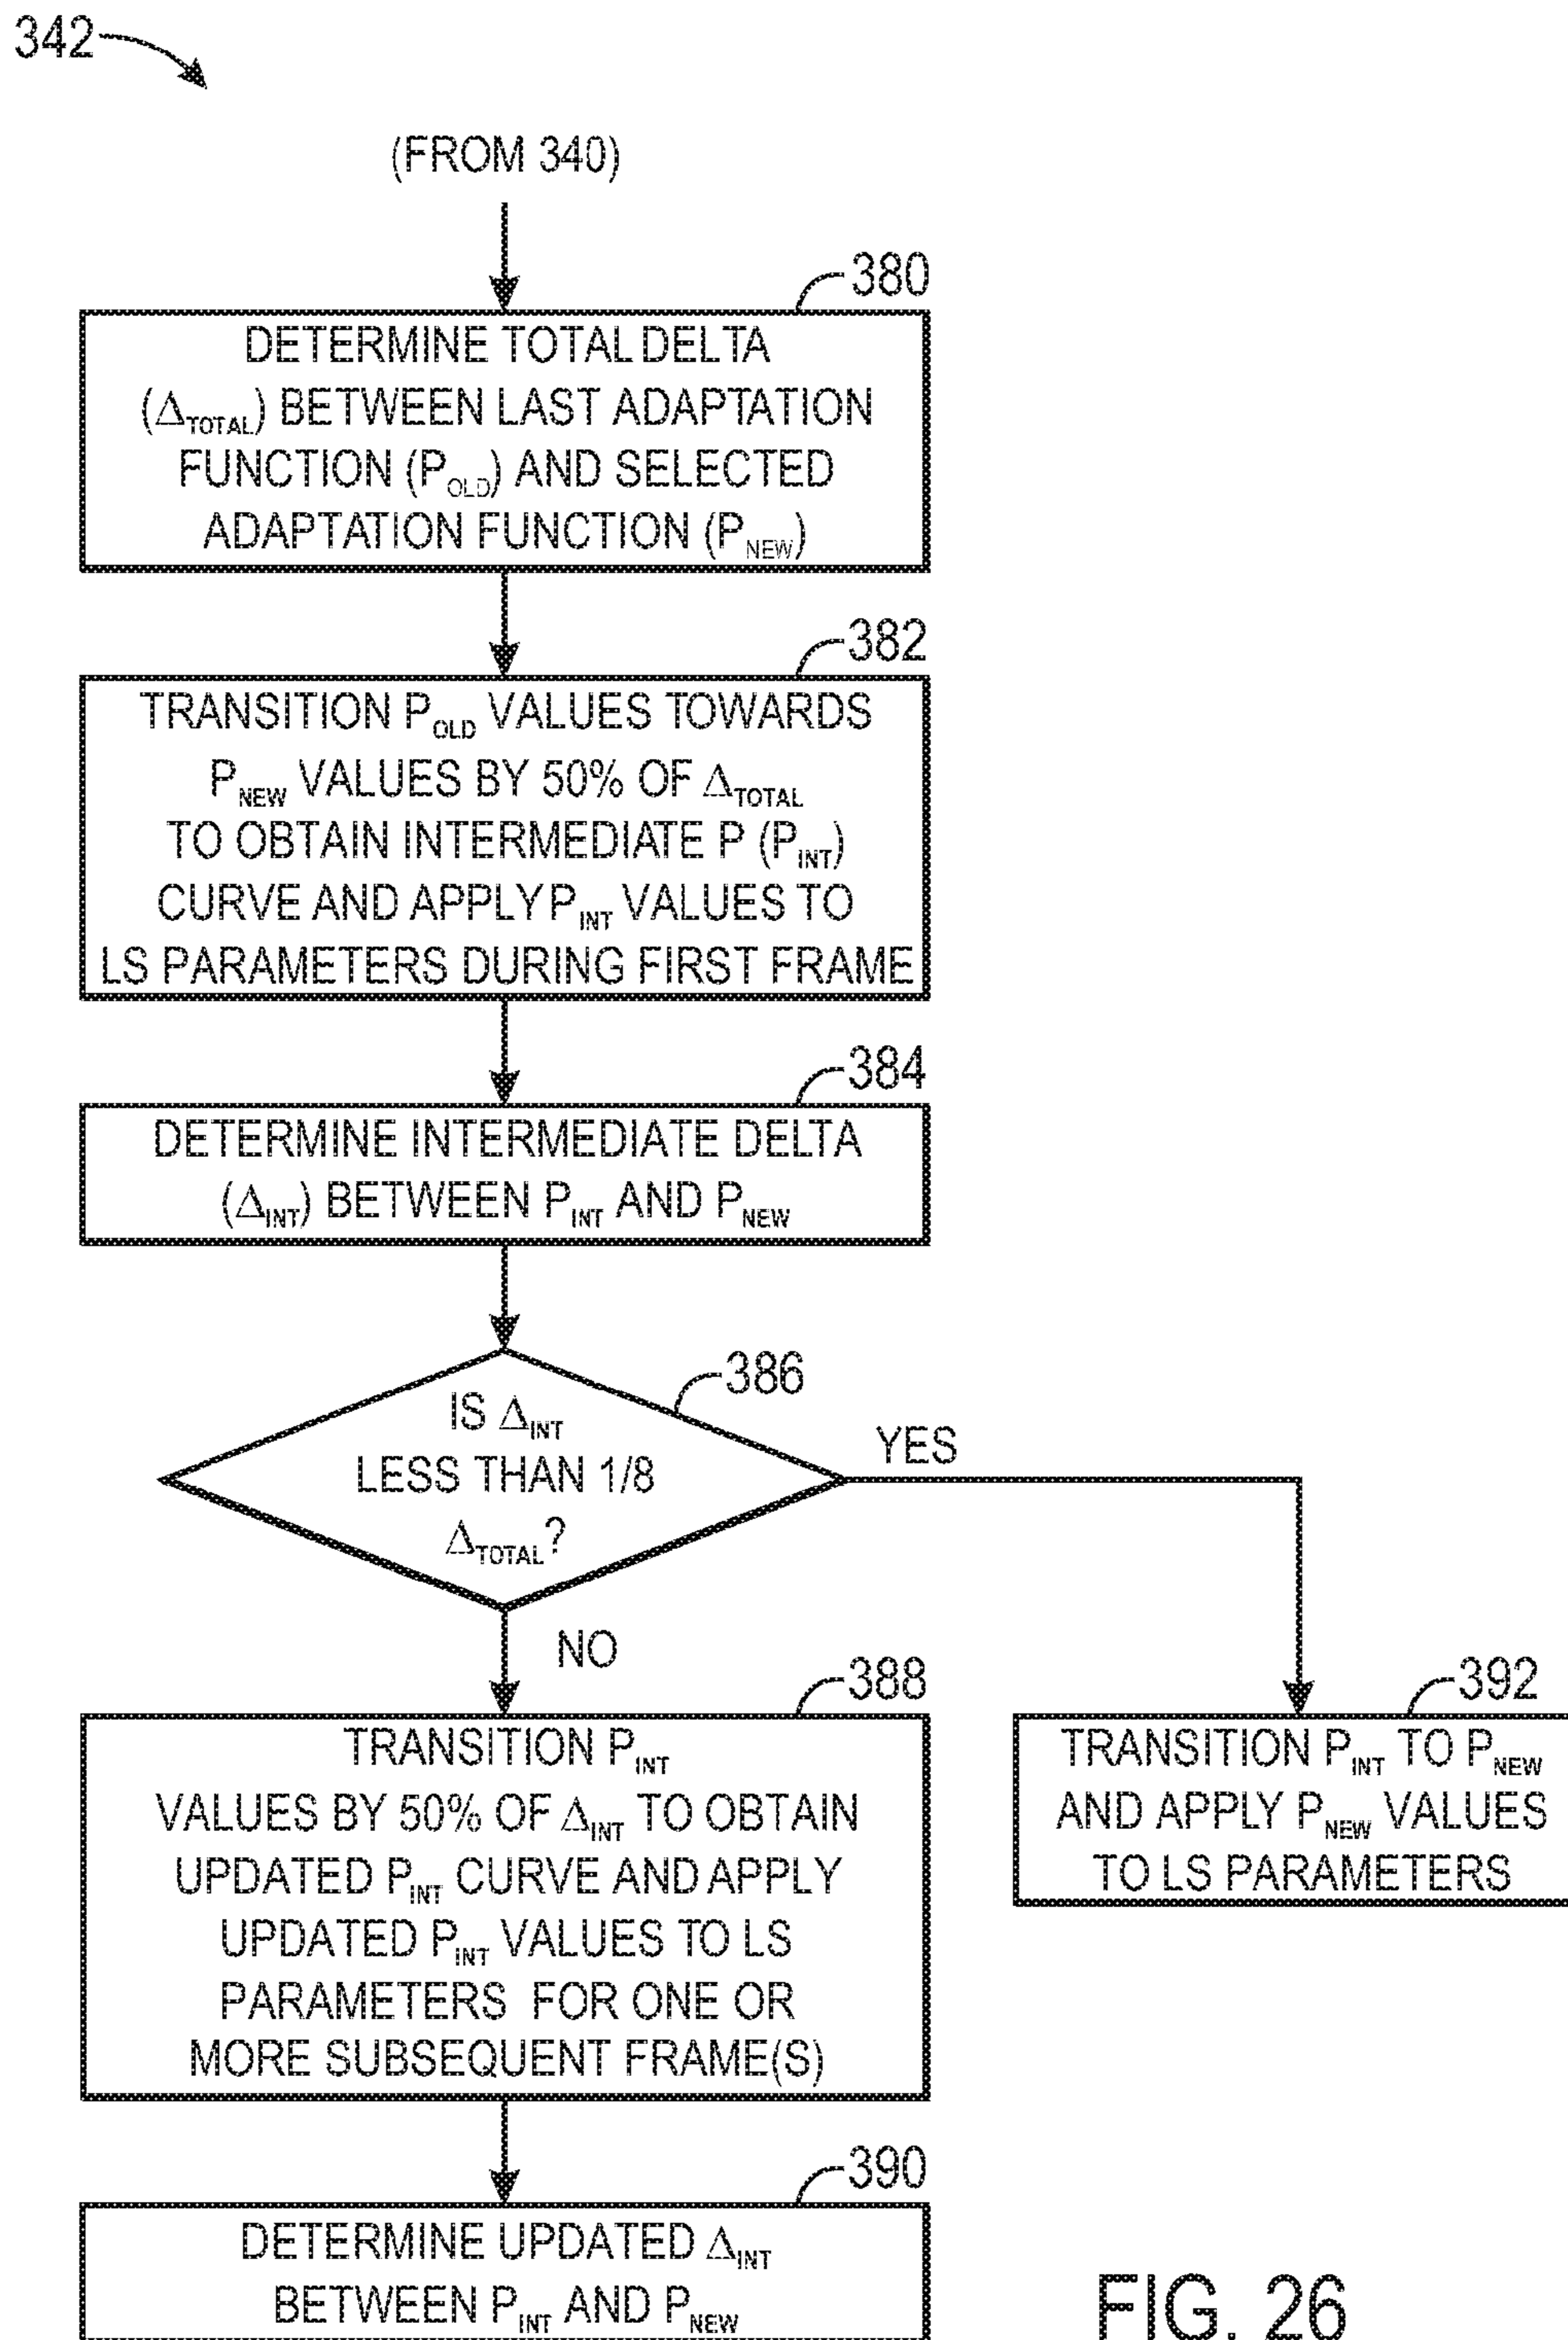 342
(FROM 340)
380
DETERMINE TOTAL DELTA
(ΔTOTAL) BETWEEN LAST ADAPTATION
FUNCTION (POLD) AND SELECTED
ADAPTATION FUNCTION (PNEW)
382
TRANSITION POLD VALUES TOWARDS
PNEW VALUES BY 50% OF ΔTOTAL
TO OBTAIN INTERMEDIATE P (PINT)
CURVE AND APPLY PINT VALUES TO
LS PARAMETERS DURING FIRST FRAME
384
DETERMINE INTERMEDIATE DELTA
(ΔINT) BETWEEN PINT AND PNEW
386
IS ΔINT
LESS THAN 1/8
ΔTOTAL?
YES
NO
388
TRANSITION PINT
VALUES BY 50% OF ΔINT TO OBTAIN
UPDATED PINT CURVE AND APPLY
UPDATED PINT VALUES TO LS
PARAMETERS FOR ONE OR
MORE SUBSEQUENT FRAME(S)
392
TRANSITION PINT TO PNEW
AND APPLY PNEW VALUES
TO LS PARAMETERS
390
DETERMINE UPDATED ΔINT
BETWEEN PINT AND PNEW
FIG. 26